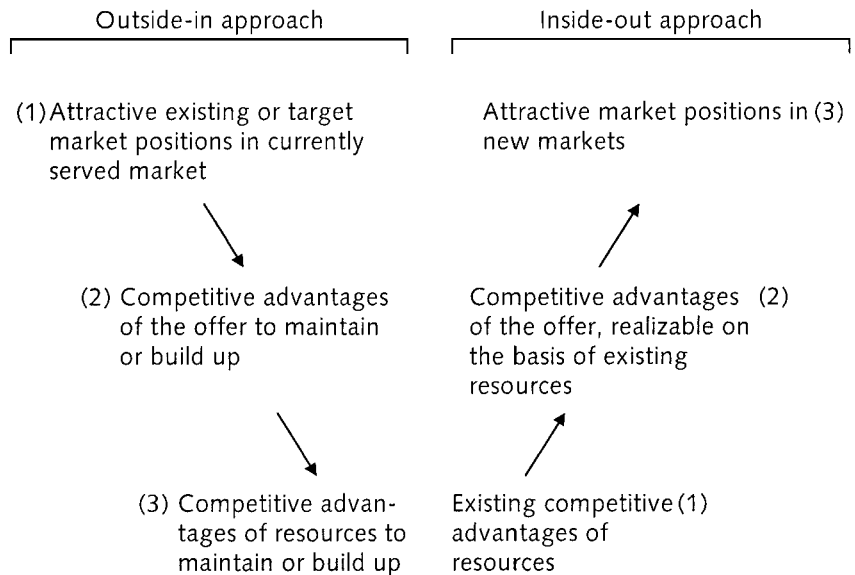 Outside-in approach
(1) Attractive existing or target
market positions in currently
served market
(2) Competitive advantages
of the offer to maintain
or build up
(3) Competitive advan-
tages of resources to
maintain or build up
Inside-out approach
Attractive market positions in (3)
new markets
Competitive advantages (2)
of the offer, realizable on
the basis of existing
resources
Existing competitive (1)
advantages of
resources